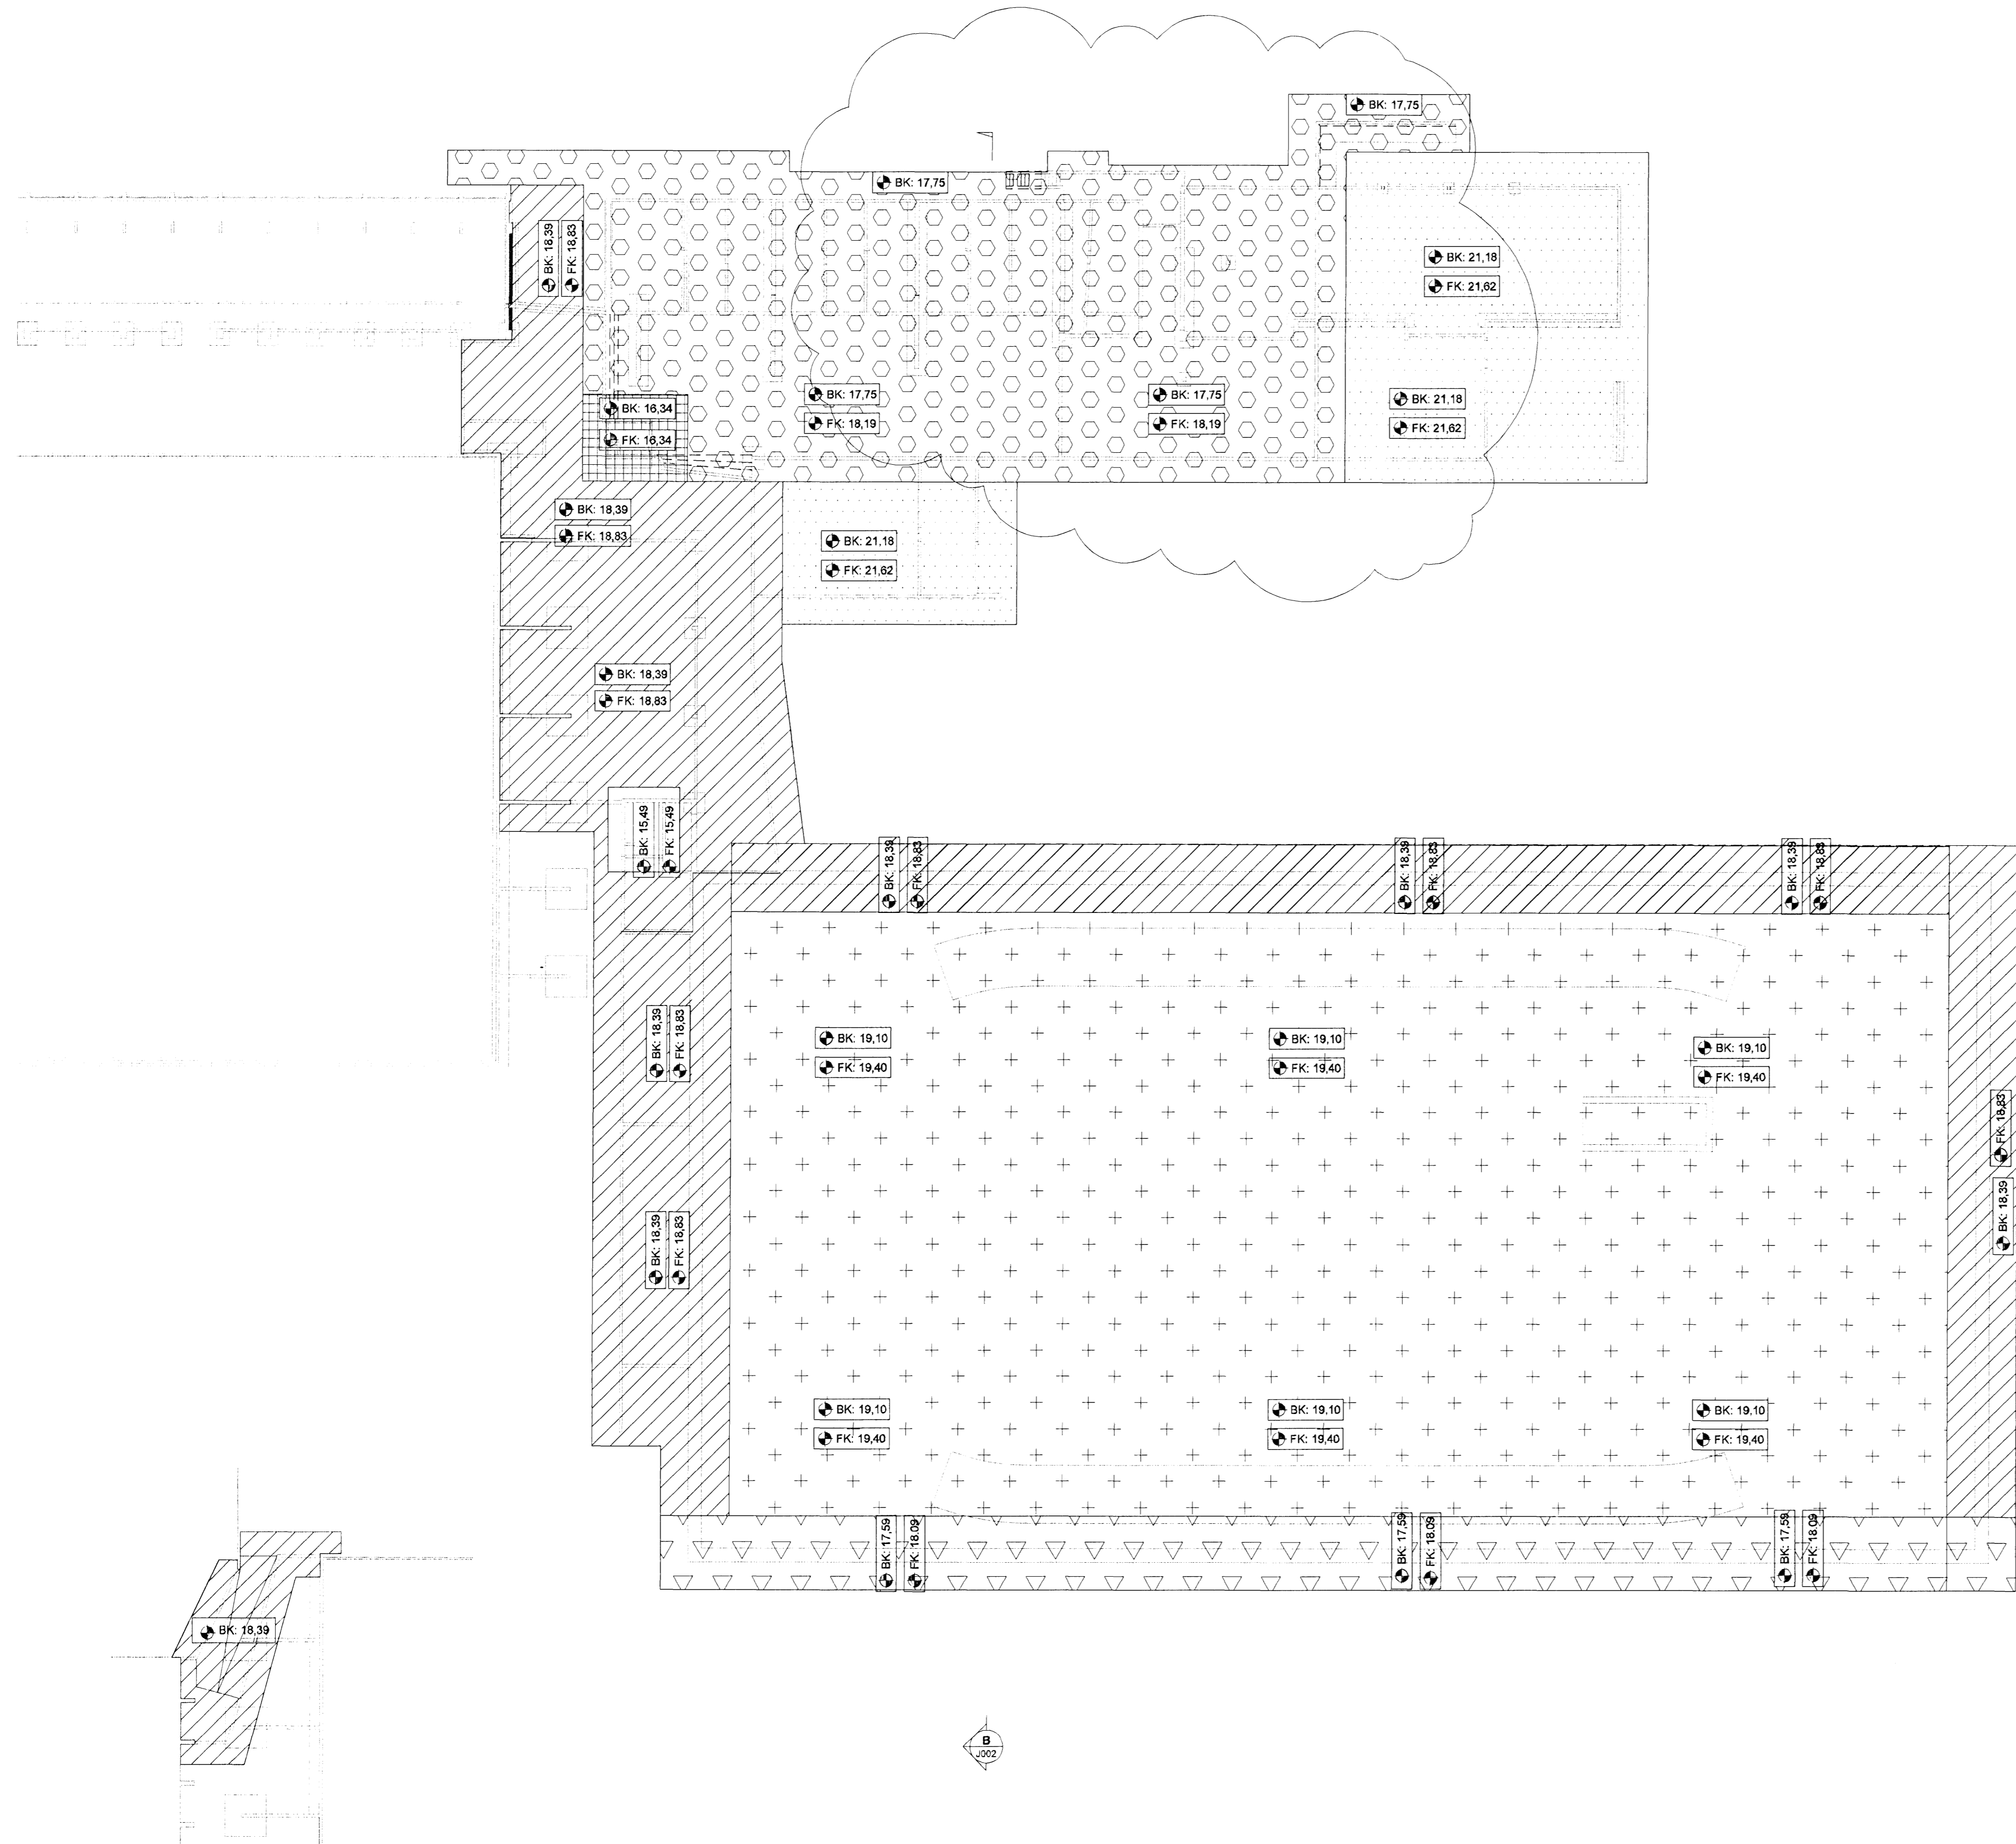 BK: 17,75
BK: 17,75
BK: 18,39
FK: 18,83
BK: 21,18
FK: 21,62
BK: 16,34
FK: 16,34
BK: 17,75
FK: 18,19
BK: 17,75
FK: 18,19
BK: 21,18
FK: 21,62
BK: 18,39
FK: 18,83
BK: 21,18
FK: 21,62
BK: 18,39
FK: 18,83
BK: 15,49
FK: 15,49
BK: 18,39
FK: 18,83
BK: 18,39
FK: 18,83
BK: 18,39
FK: 18,83
BK: 18,39
FK: 18,83
BK: 19,10
FK: 19,40
BK: 19,10
FK: 19,40
BK: 19,10
FK: 19,40
FK: 18,83
BK: 18,39
BK: 18,39
FK: 18,83
BK: 19,10
FK: 19,40
BK: 19,10
FK: 19,40
BK: 19,10
FK: 19,40
BK: 17,59
FK: 18.09
BK: 17,59
FK: 18.09
BK: 17,59
FK: 18.09
BK: 18,39
B
J002